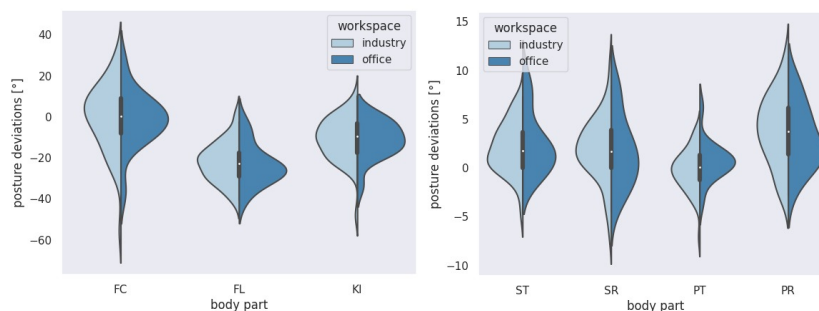 40
20
0
−20
−40
−60
posture deviations [°]
workspace
industry
office
FC
FL
KI
body part
15
10
5
0
−5
−10
posture deviations [°]
workspace
industry
office
ST
SR
PT
PR
body part